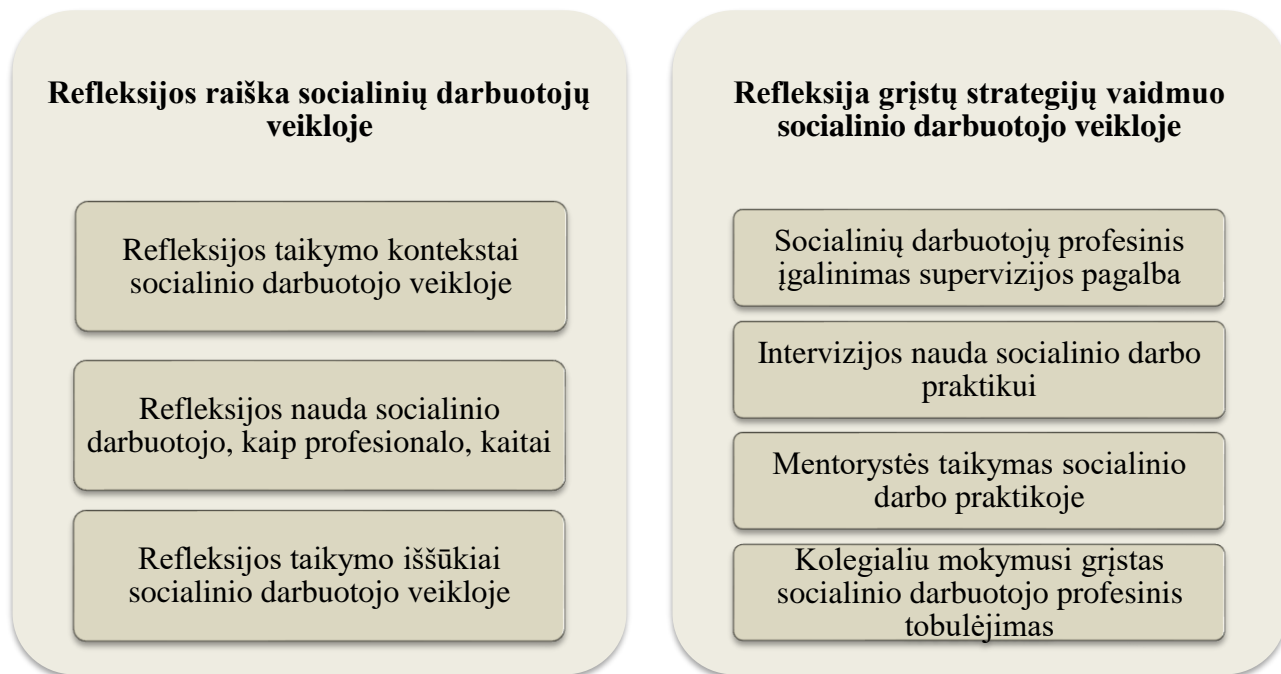 Refleksijos raiška socialinių darbuotojų
veikloje
Refleksijos taikymo kontekstai
socialinio darbuotojo veikloje
Refleksijos nauda socialinio
darbuotojo, kaip profesionalo, kaitai
Refleksijos taikymo iššūkiai
socialinio darbuotojo veikloje
Refleksija grįstų strategijų vaidmuo
socialinio darbuotojo veikloje
Socialinių darbuotojų profesinis
įgalinimas supervizijos pagalba
Intervizijos nauda socialinio darbo
praktikui
Mentorystės taikymas socialinio
darbo praktikoje
Kolegialiu mokymusi grįstas
socialinio darbuotojo profesinis
tobulėjimas